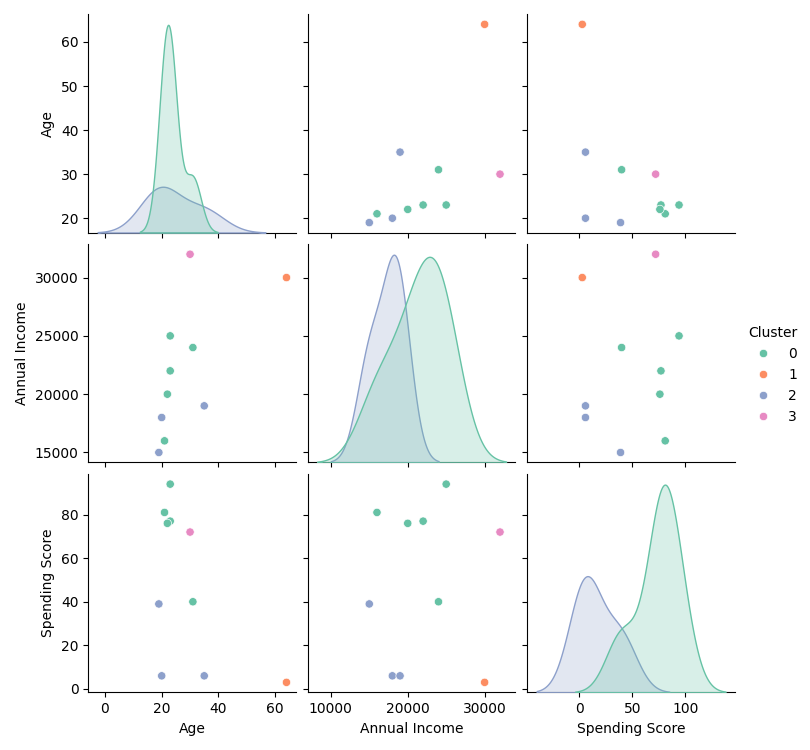 Age
60
50
40
30
20
Annual Income
30000
25000
20000
15000
Cluster
0
1
2
3
Spending Score
80
60
40
20
0
0 20 40 60
10000 20000 30000
0 50 100
Age
Annual Income
Spending Score